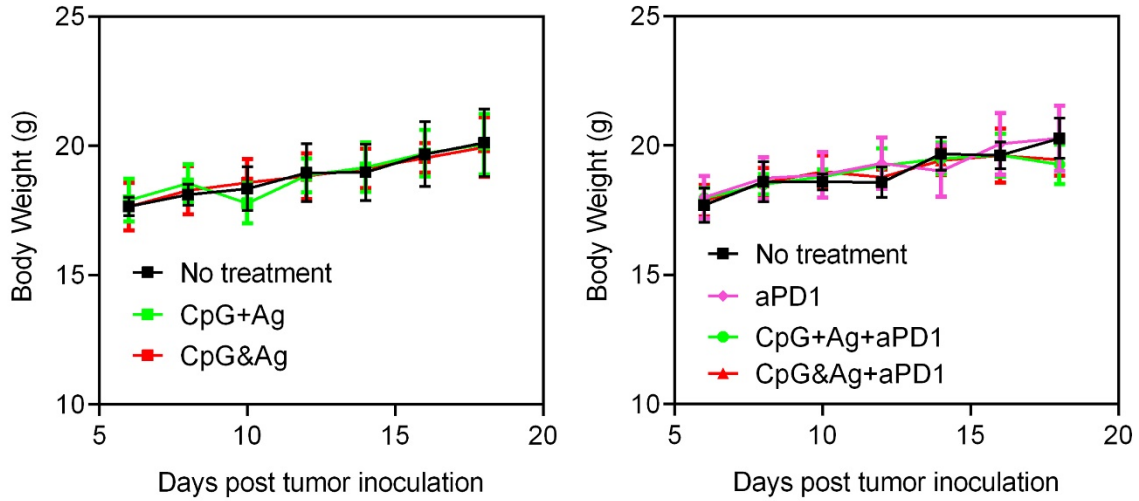 25
20
15
10
Body Weight (g)
No treatment
CpG+Ag
CpG&Ag
5
10
15
20
Days post tumor inoculation
25
20
15
10
Body Weight (g)
No treatment
aPD1
CpG+Ag+aPD1
CpG&Ag+aPD1
5
10
15
20
Days post tumor inoculation